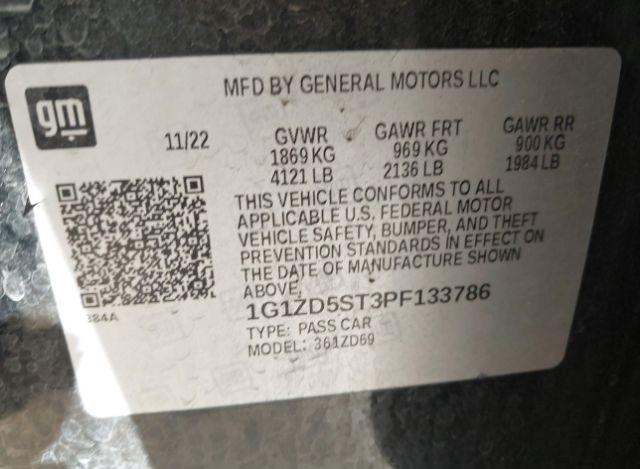 gm
MFD BY GENERAL MOTORS LLC
11/22 GVWR GAWR FRT GAWR RR
1869 KG 969 KG 900 KG
4121 LB 2136 LB 1984 LB
THIS VEHICLE CONFORMS TO ALL
APPLICABLE U.S. FEDERAL MOTOR
VEHICLE SAFETY, BUMPER, AND THEFT
PREVENTION STANDARDS IN EFFECT ON
THE DATE OF MANUFACTURE SHOWN
ABOVE.
1G1ZD5ST3PF133786
TYPE: PASS CAR
MODEL: 361ZD69
384A